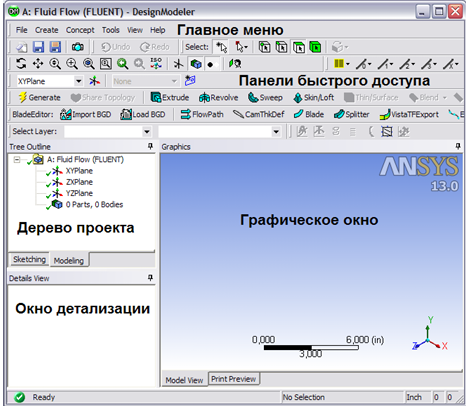 A: Fluid Flow (FLUENT) - DesignModeler
File Create Concept Tools View Help Главное меню
Undo Redo Select:
ISO
Панели быстрого доступа
XYPlane None
Generate Share Topology Extrude Revolve Sweep Skin/Loft Thin/Surface Blend
BladeEditor: Import BGD Load BGD FlowPath CamThkDef Blade Splitter VistaTFExport
Select Layer:
Tree Outline
A: Fluid Flow (FLUENT)
XYPlane
ZXPlane
YZPlane
0 Parts, 0 Bodies
Дерево проекта
Sketching Modeling
Details View
Окно детализации
Graphics
ANSYS
13.0
Графическое окно
0,000 6,000 (in)
3,000
Y
Z X
Model View Print Preview
Ready No Selection Inch 0 0